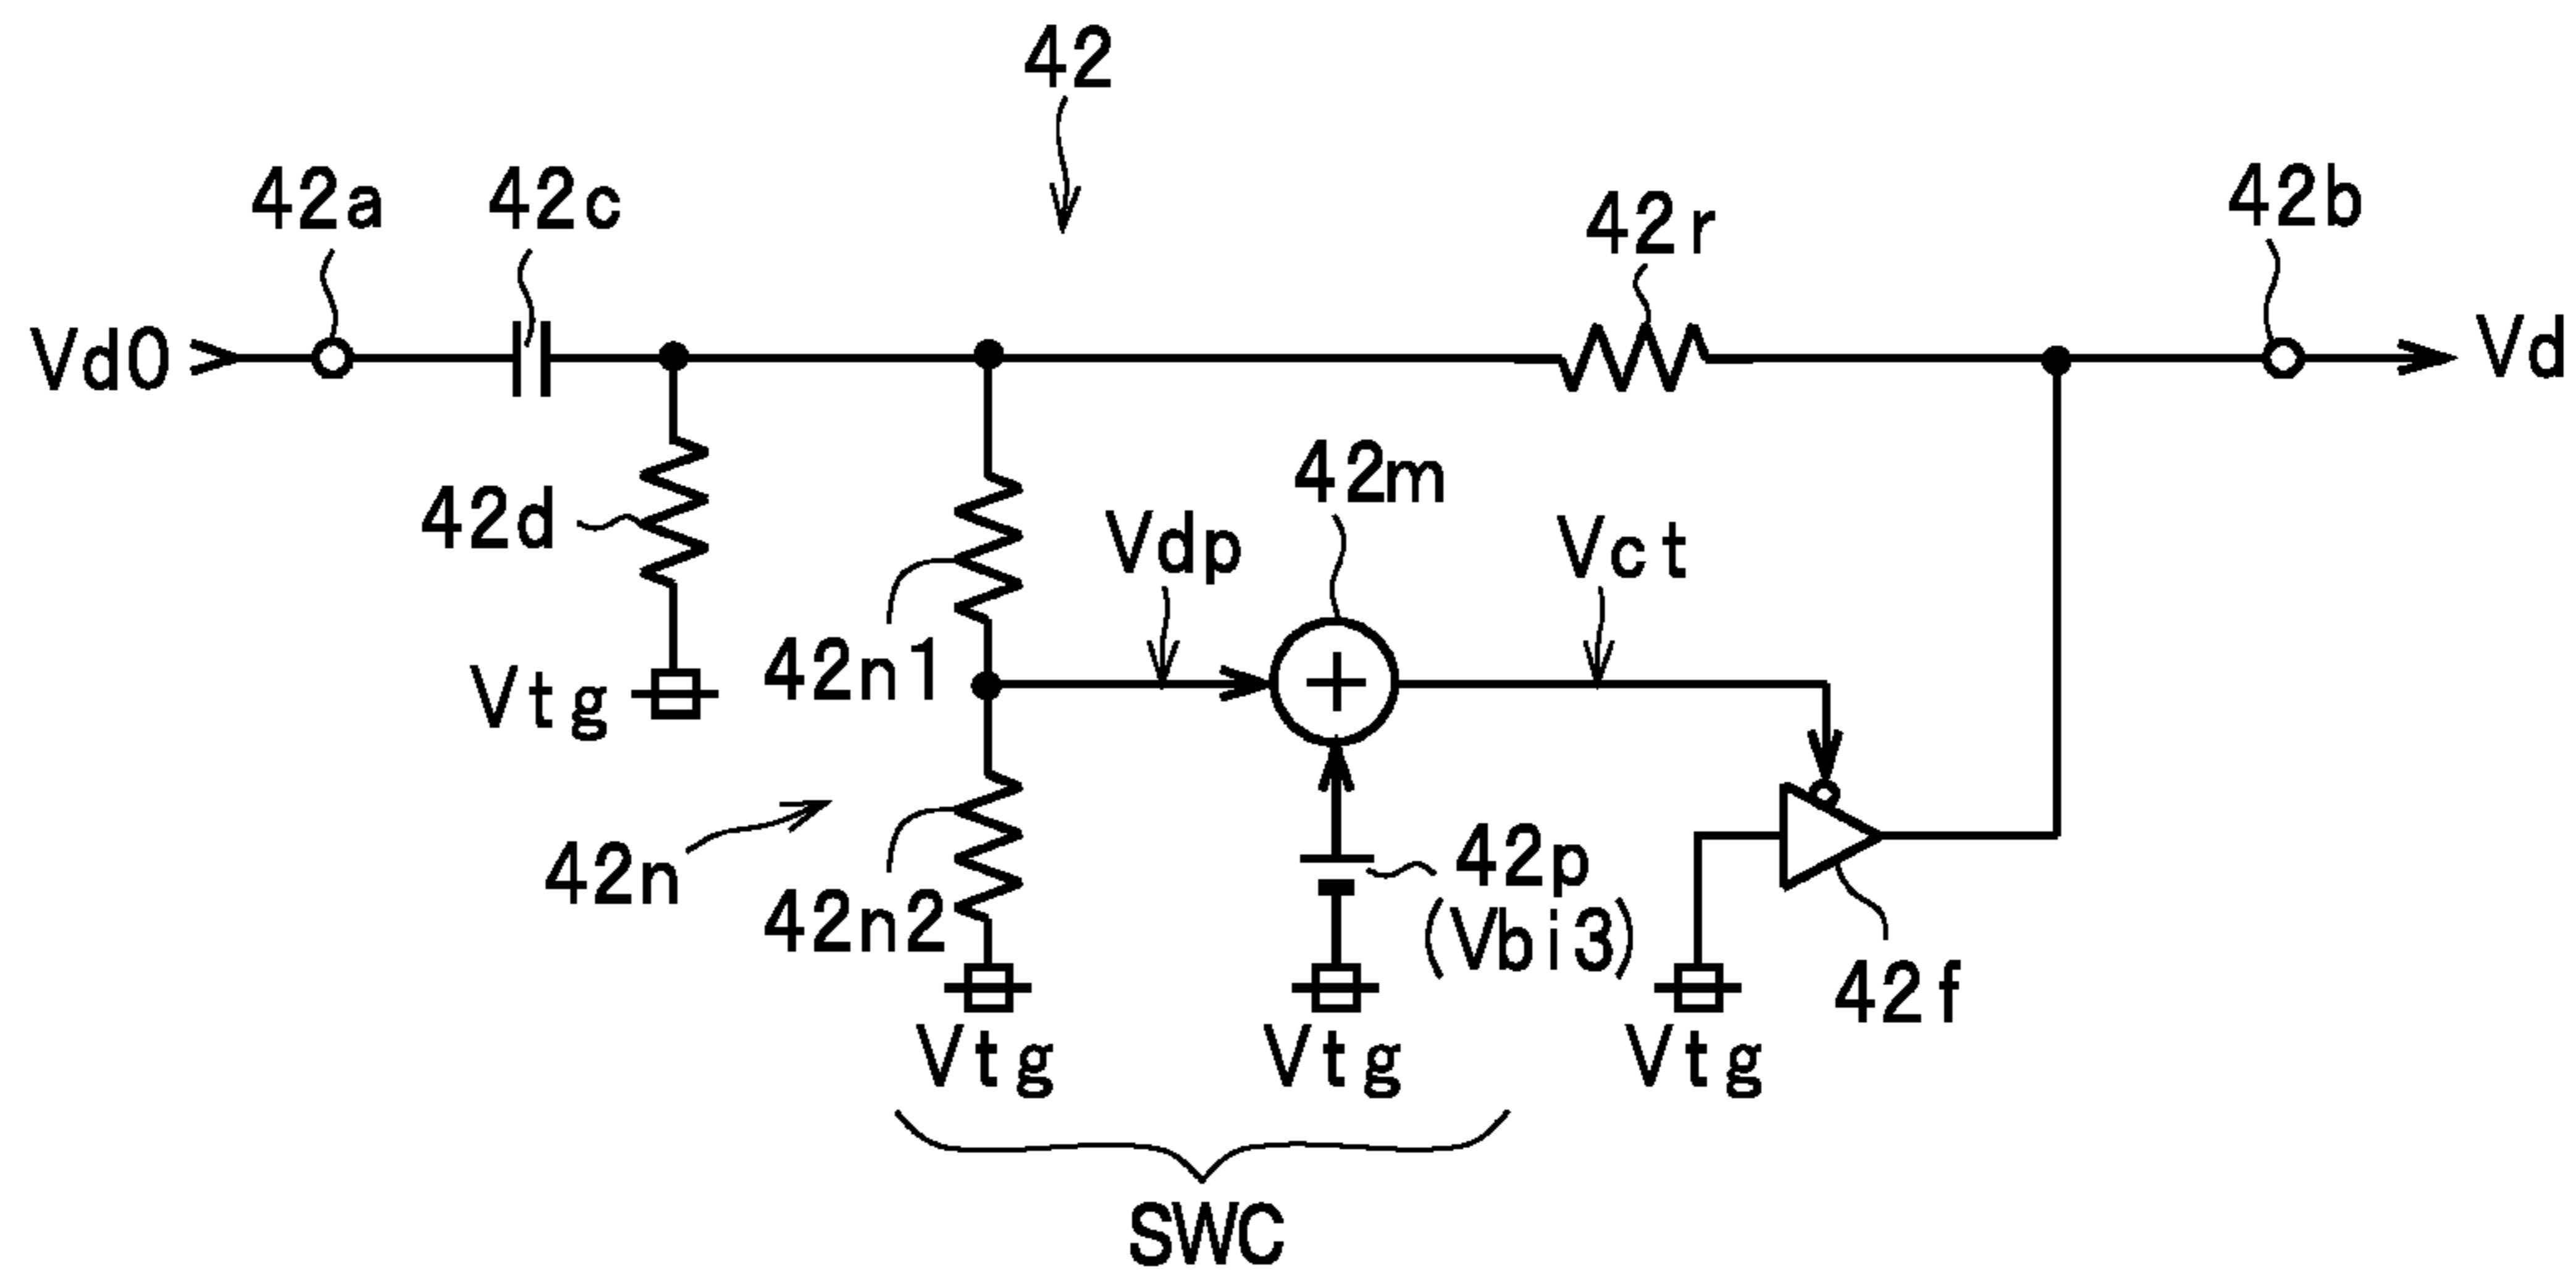 42
42a
42c
42r
42b
Vd0
Vd
42d
42m
Vdp
Vct
42n1
Vtg
42n
42n2
42p
(Vbi3)
42f
Vtg
Vtg
Vtg
SWC